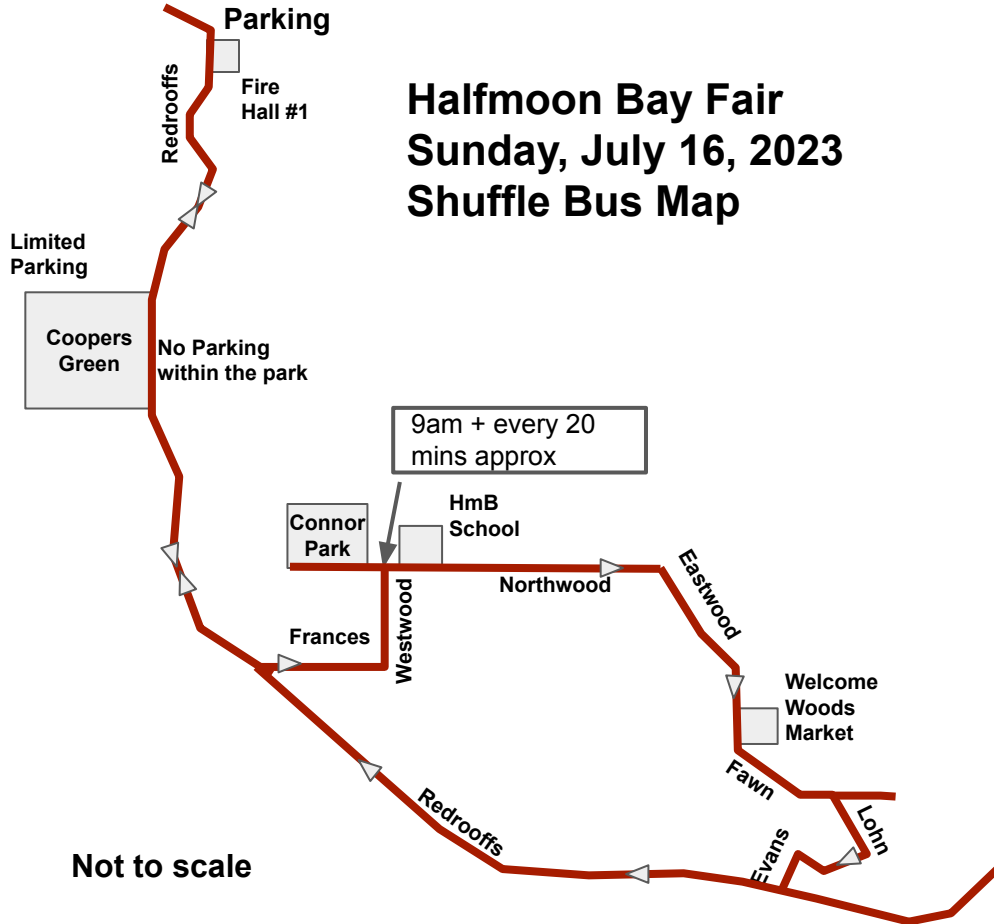 Parking
Fire
Hall #1
Redrooffs
Halfmoon Bay Fair
Sunday, July 16, 2023
Shuffle Bus Map
Limited
Parking
Coopers
Green
No Parking
within the park
9am + every 20
mins approx
Connor
Park
HmB
School
Northwood
Eastwood
Westwood
Frances
Welcome
Woods
Market
Fawn
Lohn
Evans
Redrooffs
Not to scale